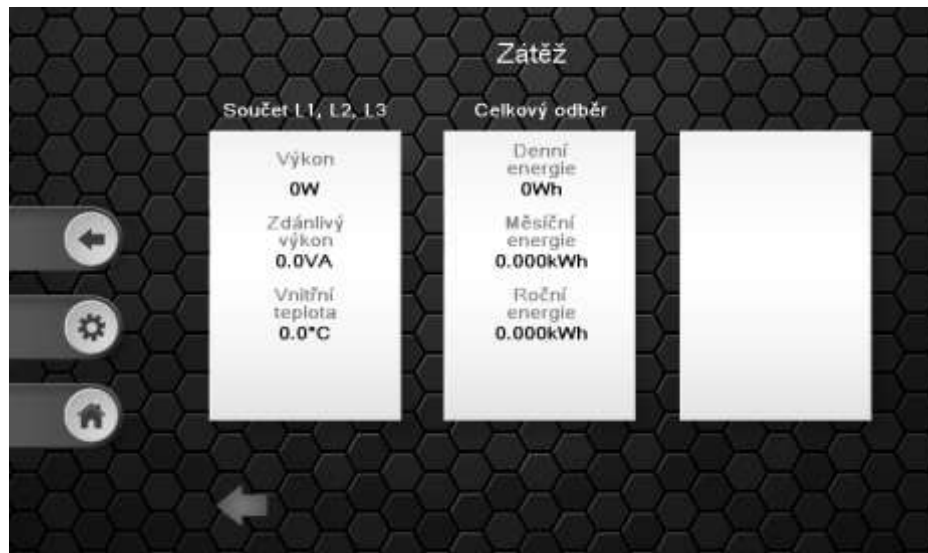 Zátěž
Součet L1, L2, L3
Výkon
0W
Zdánlivý
výkon
0.0VA
Vnitřní
teplota
0.0°C
Celkový odběr
Denní
energie
0Wh
Měsíční
energie
0.000kWh
Roční
energie
0.000kWh